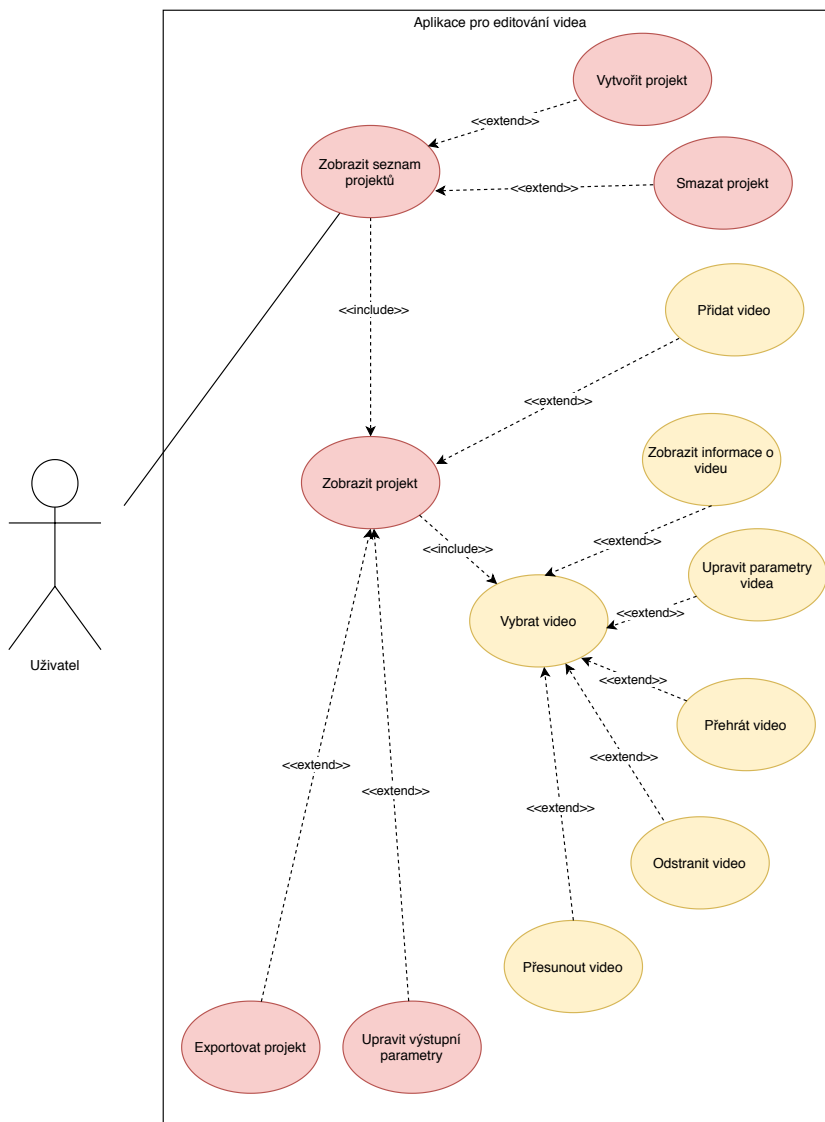 Aplikace pro editování videa
Vytvořit projekt
<<extend>>
Zobrazit seznam
projektů
<<extend>>
Smazat projekt
<<include>>
Přidat video
<<extend>>
Zobrazit projekt
Zobrazit informace o
videu
<<include>>
<<extend>>
Upravit parametry
videa
<<extend>>
Vybrat video
Uživatel
<<extend>>
Přehrát video
<<extend>>
<<extend>>
<<extend>>
<<extend>>
Odstranit video
Přesunout video
Exportovat projekt
Upravit výstupní
parametry